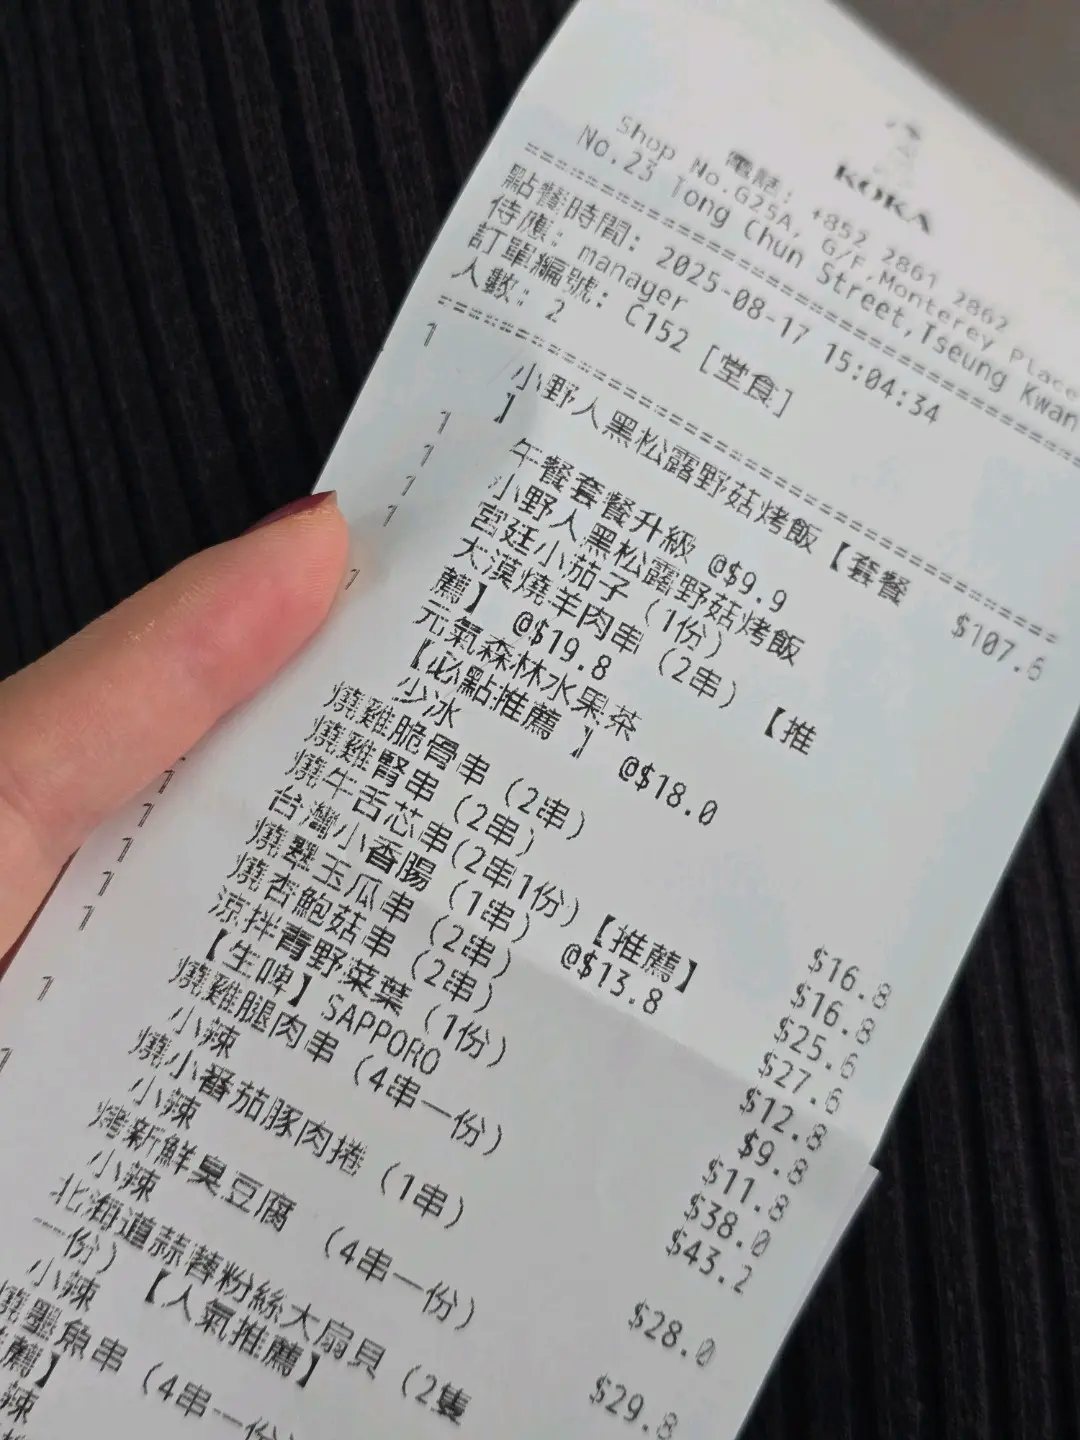 KOKA
電話: +852 2861 2862
Shop No.G25A, G/F,Monterey Place
No.23 Tong Chun Street,Tseung Kwan
點餐時間: 2025-08-17 15:04:34
侍應: manager
訂單編號: C152 [堂食]
人數: 2
1 小野人黑松露野菇烤飯【套餐 $107.6
】
1 午餐套餐升級 @$9.9
1 小野人黑松露野菇烤飯
1 宮廷小茄子 (1份)
1 大漠燒羊肉串 (2串) 【推
薦】 @$19.8
1 元氣森林水果茶
【必點推薦 】 @$18.0
少冰
燒雞脆骨串 (2串) $16.8
燒雞腎串 (2串) $16.8
燒牛舌芯串(2串1份)【推薦】 $25.6
台灣小香腸 (1串) @$13.8 $27.6
燒翠玉瓜串 (2串) $12.8
1 燒杏鮑菇串 (2串) $9.8
1 涼拌青野菜葉 (1份) $11.8
1 【生啤】SAPPORO $38.0
1 燒雞腿肉串 (4串一份) $43.2
小辣
1 燒小番茄豚肉捲 (1串) $28.0
小辣
1 烤新鮮臭豆腐 (4串一份) $29.8
小辣
北海道蒜蓉粉絲大扇貝 (2隻
一份) 【人氣推薦】
小辣
燒墨魚串 (4串一份)
薦】
辣